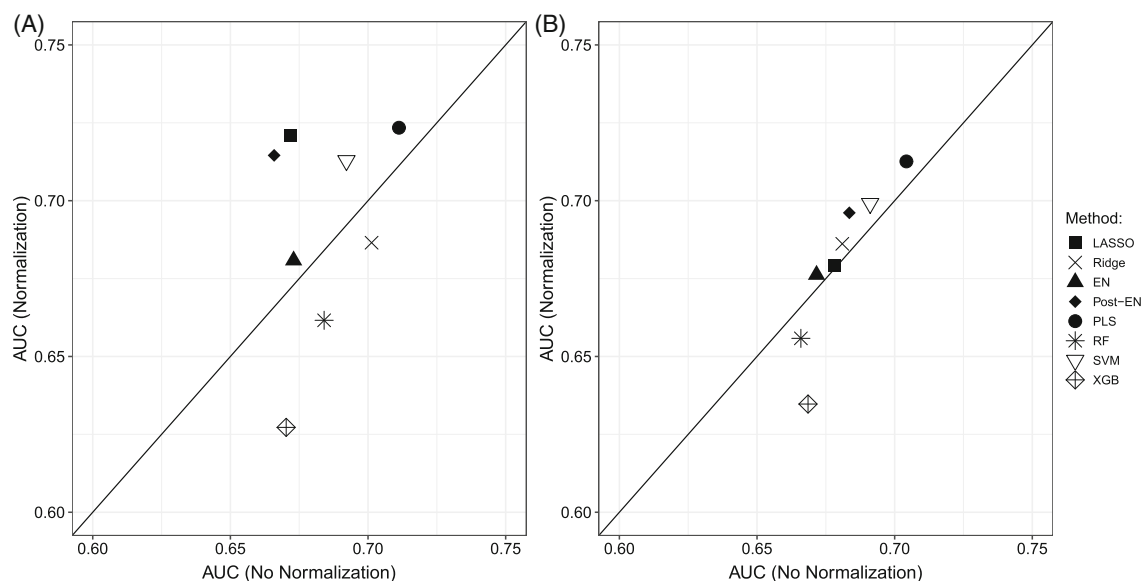 (A)
0.75
0.70
0.65
0.60
AUC (Normalization)
0.60 0.65 0.70 0.75
AUC (No Normalization)
(B)
0.75
0.70
0.65
0.60
AUC (Normalization)
0.60 0.65 0.70 0.75
AUC (No Normalization)
Method:
LASSO
Ridge
EN
Post−EN
PLS
RF
SVM
XGB